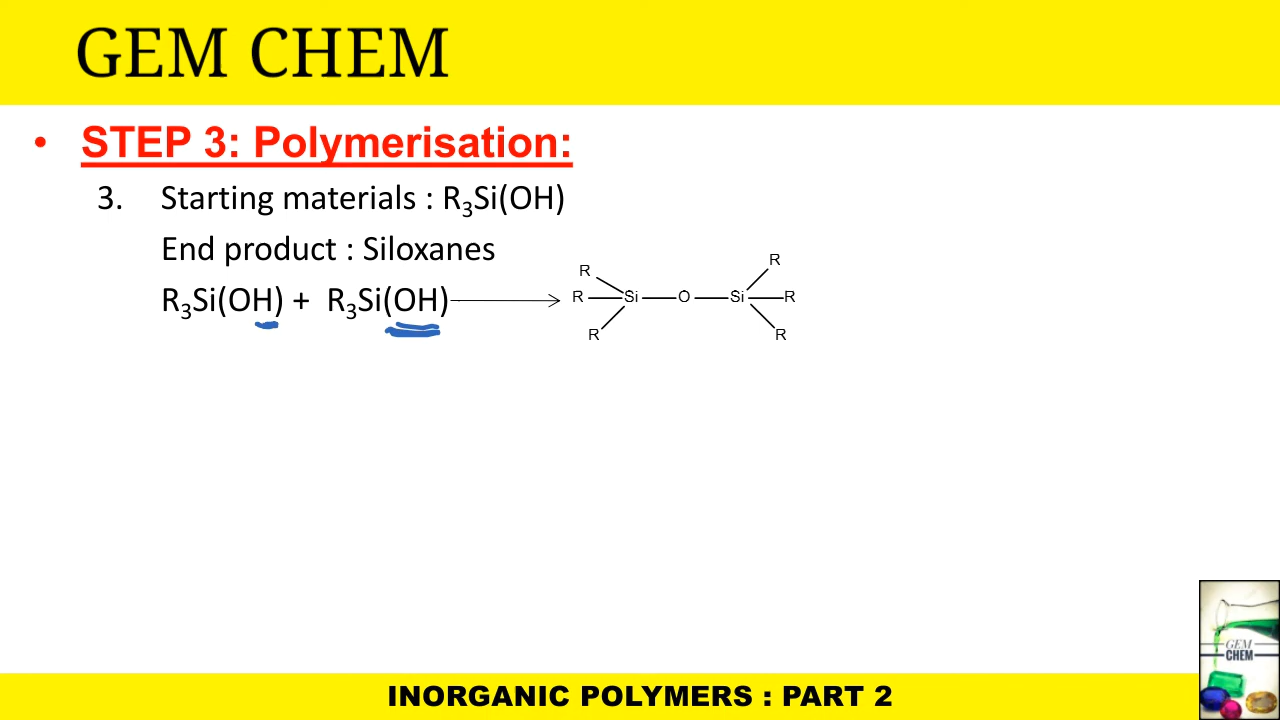 GEM CHEM
• STEP 3: Polymerisation:
3. Starting materials : R₃Si(OH)
End product : Siloxanes
R₃Si(OH) + R₃Si(OH)
R R
R Si O Si R
R R
GEM
CHEM
INORGANIC POLYMERS : PART 2